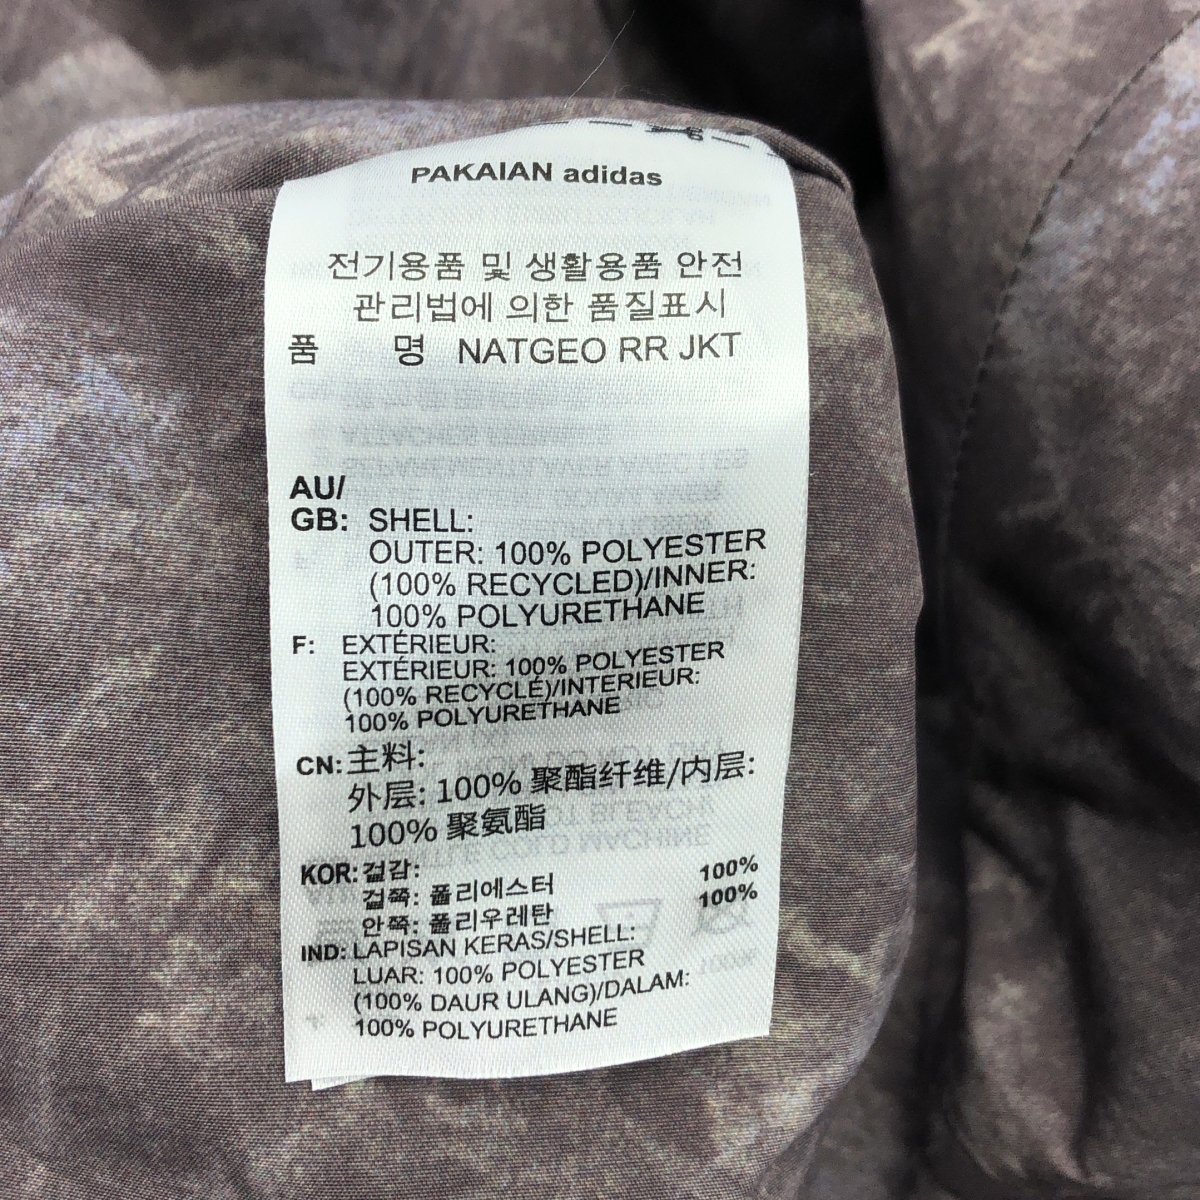 PAKAIAN adidas
전기용품 및 생활용품 안전
관리법에 의한 품질표시
품 명 NATGEO RR JKT
AU/
GB: SHELL:
OUTER: 100% POLYESTER
(100% RECYCLED)/INNER:
100% POLYURETHANE
F: EXTÉRIEUR:
EXTÉRIEUR: 100% POLYESTER
(100% RECYCLÉ)/INTERIEUR:
100% POLYURETHANE
CN: 主料:
外层: 100% 聚酯纤维/内层:
100% 聚氨酯
KOR: 겉감:
겉쪽: 폴리에스터 100%
안쪽: 폴리우레탄 100%
IND: LAPISAN KERAS/SHELL:
LUAR: 100% POLYESTER
(100% DAUR ULANG)/DALAM:
100% POLYURETHANE